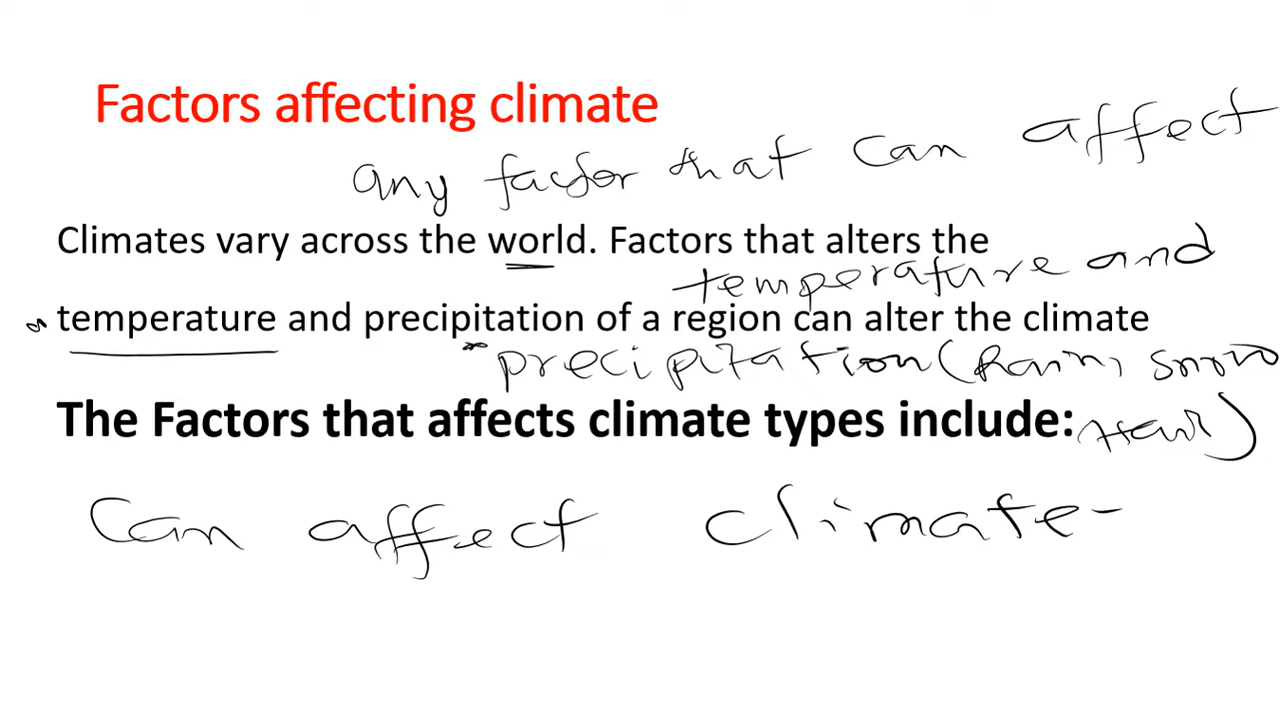 Factors affecting climate
any factor that can affect
Climates vary across the world. Factors that alters the
temperature and
temperature and precipitation of a region can alter the climate
precipitation (Rain, snow
The Factors that affects climate types include:
Hail)
Can affect climate-